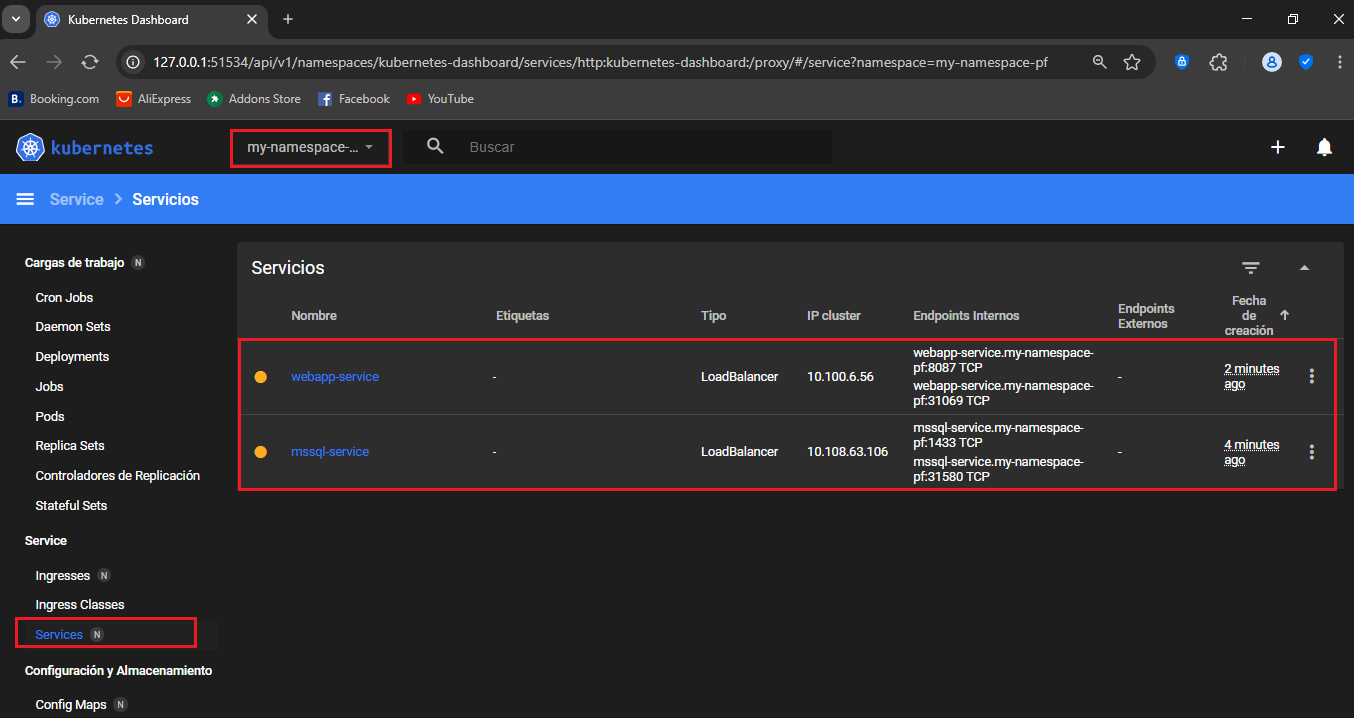 Kubernetes Dashboard
127.0.0.1:51534/api/v1/namespaces/kubernetes-dashboard/services/http:kubernetes-dashboard:/proxy/#/service?namespace=my-namespace-pf
B. Booking.com AliExpress Addons Store Facebook YouTube
kubernetes my-namespace-... Buscar
Service > Servicios
Cargas de trabajo N
Cron Jobs
Daemon Sets
Deployments
Jobs
Pods
Replica Sets
Controladores de Replicación
Stateful Sets
Service
Ingresses N
Ingress Classes
Services N
Configuración y Almacenamiento
Config Maps N
Servicios
Nombre Etiquetas Tipo IP cluster Endpoints Internos Endpoints Externos Fecha de creación
webapp-service - LoadBalancer 10.100.6.56 webapp-service.my-namespace-
pf:8087 TCP
webapp-service.my-namespace-
pf:31069 TCP
- 2 minutes
ago
mssql-service - LoadBalancer 10.108.63.106 mssql-service.my-namespace-
pf:1433 TCP
mssql-service.my-namespace-
pf:31580 TCP
- 4 minutes
ago